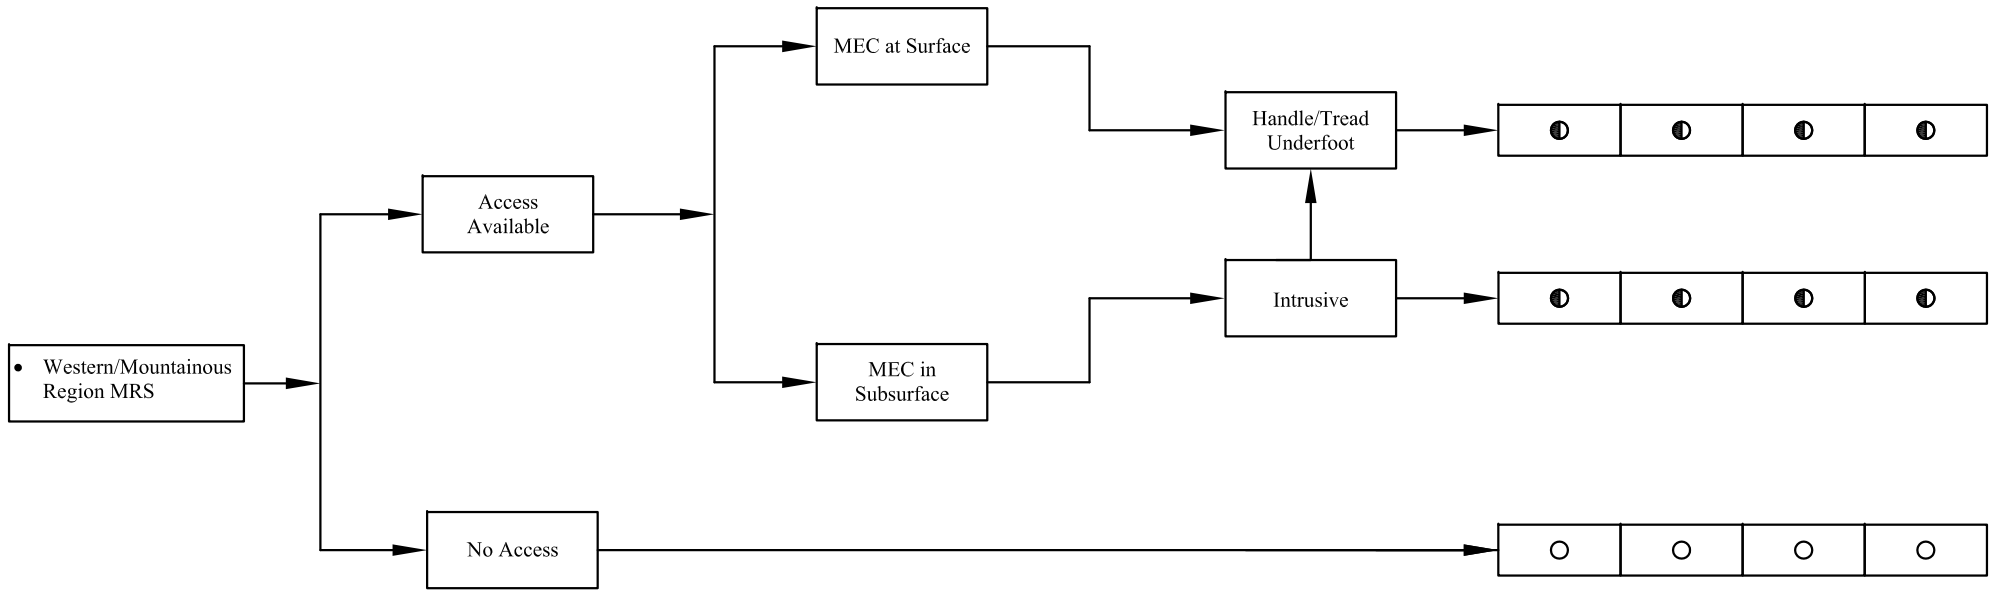 MEC at Surface
Handle/Tread
Underfoot
Access
Available
Intrusive
• Western/Mountainous
Region MRS
MEC in
Subsurface
No Access